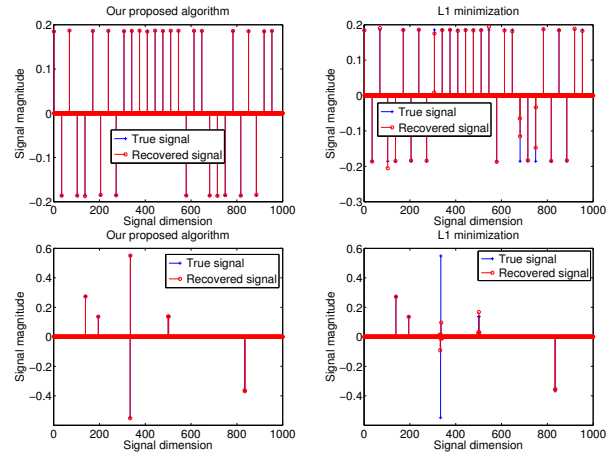 Our proposed algorithm
0.2
0.1
0
−0.1
−0.2
Signal magnitude
True signal
Recovered signal
0 200 400 600 800 1000
Signal dimension
L1 minimization
0.2
0.1
0
−0.1
−0.2
−0.3
Signal magnitude
True signal
Recovered signal
0 200 400 600 800 1000
Signal dimension
Our proposed algorithm
0.6
0.4
0.2
0
−0.2
−0.4
Signal magnitude
True signal
Recovered signal
0 200 400 600 800 1000
Signal dimension
L1 minimization
0.6
0.4
0.2
0
−0.2
−0.4
Signal magnitude
True signal
Recovered signal
0 200 400 600 800 1000
Signal dimension